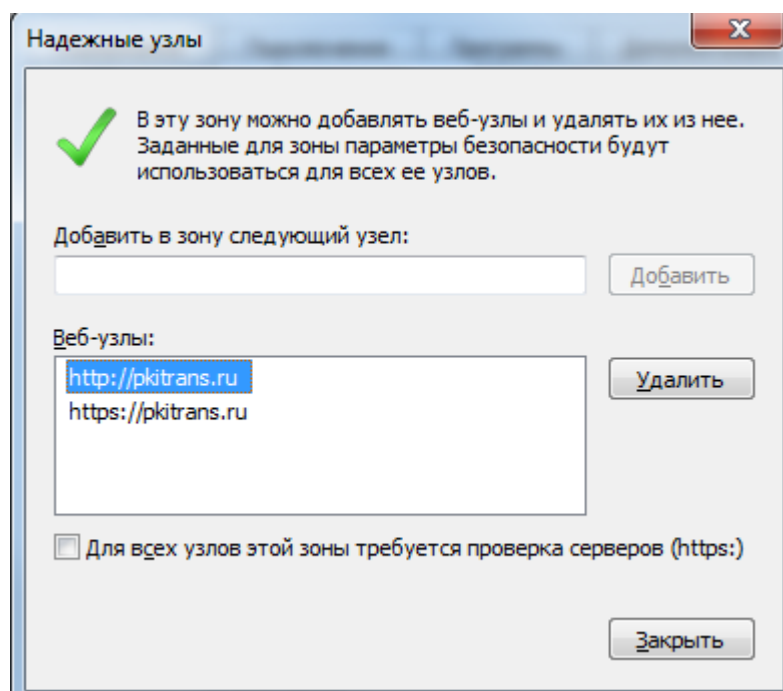 Надежные узлы
В эту зону можно добавлять веб-узлы и удалять их из нее.
Заданные для зоны параметры безопасности будут
использоваться для всех ее узлов.
Добавить в зону следующий узел:
Добавить
Веб-узлы:
http://pkitrans.ru
https://pkitrans.ru
Удалить
Для всех узлов этой зоны требуется проверка серверов (https:)
Закрыть